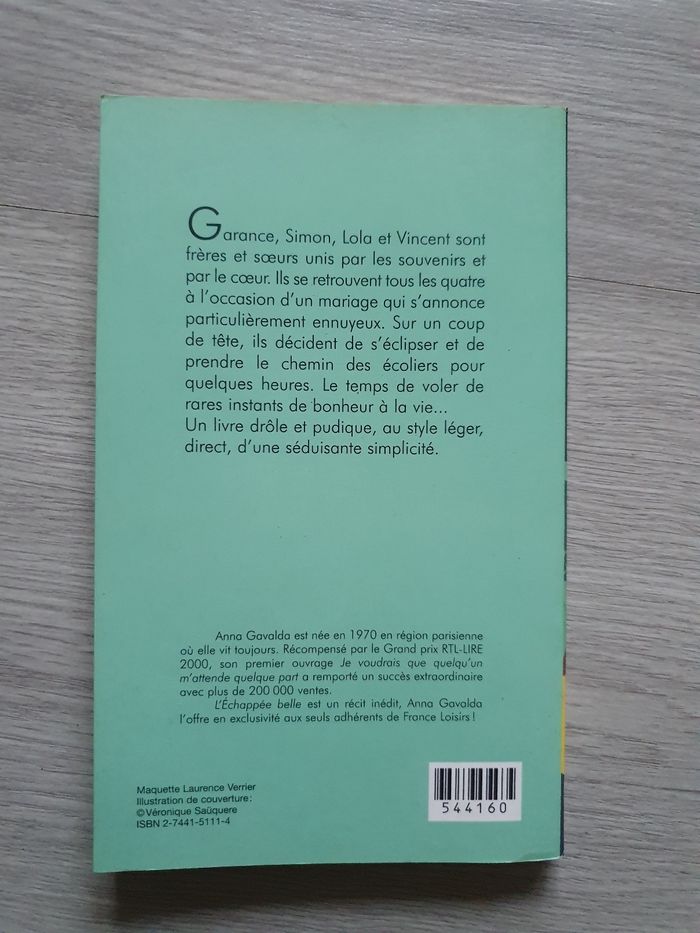 Garance, Simon, Lola et Vincent sont
frères et sœurs unis par les souvenirs et
par le cœur. Ils se retrouvent tous les quatre
à l'occasion d'un mariage qui s'annonce
particulièrement ennuyeux. Sur un coup
de tête, ils décident de s'éclipser et de
prendre le chemin des écoliers pour
quelques heures. Le temps de voler de
rares instants de bonheur à la vie...
Un livre drôle et pudique, au style léger,
direct, d'une séduisante simplicité.
Anna Gavalda est née en 1970 en région parisienne
où elle vit toujours. Récompensé par le Grand prix RTL-LIRE
2000, son premier ouvrage Je voudrais que quelqu'un
m'attende quelque part a remporté un succès extraordinaire
avec plus de 200 000 ventes.
L'Échappée belle est un récit inédit, Anna Gavalda
l'offre en exclusivité aux seuls adhérents de France Loisirs !
Maquette Laurence Verrier
Illustration de couverture :
© Véronique Saüquere
ISBN 2-7441-5111-4
544160